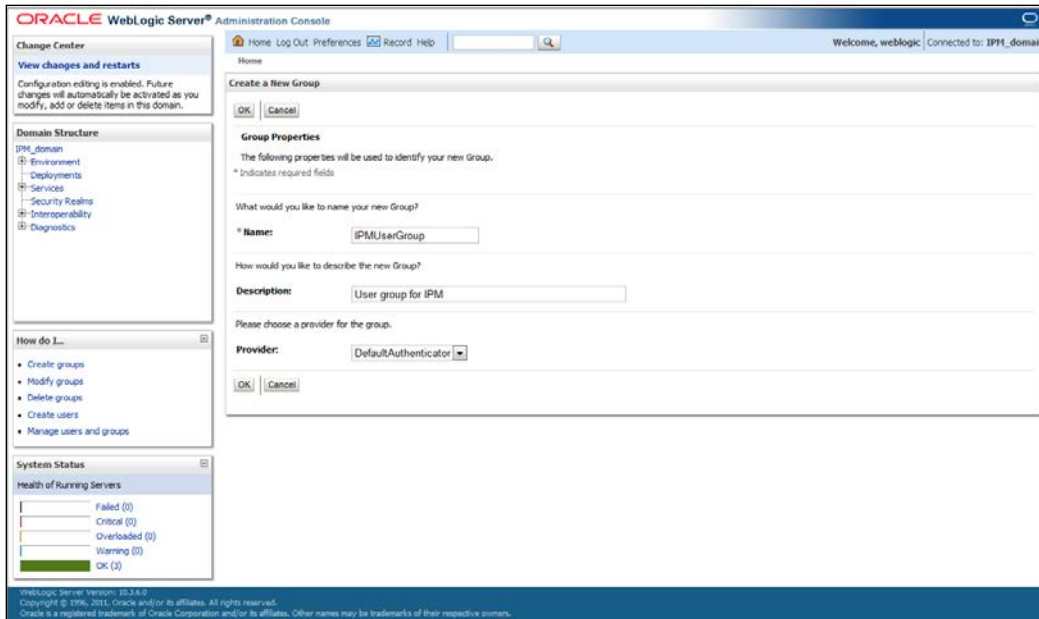 ORACLE WebLogic Server® Administration Console
Change Center
View changes and restarts
Configuration editing is enabled. Future
changes will automatically be activated as you
modify, add or delete items in this domain.
Domain Structure
IPM_domain
Environment
Deployments
Services
Security Realms
Interoperability
Diagnostics
How do I...
Create groups
Modify groups
Delete groups
Create users
Manage users and groups
System Status
Health of Running Servers
Failed (0)
Critical (0)
Overloaded (0)
Warning (0)
OK (3)
Home Log Out Preferences Record Help
Welcome, weblogic Connected to: IPM_domai
Home
Create a New Group
OK Cancel
Group Properties
The following properties will be used to identify your new Group.
* Indicates required fields
What would you like to name your new Group?
* Name: IPMUserGroup
How would you like to describe the new Group?
Description: User group for IPM
Please choose a provider for the group.
Provider: DefaultAuthenticator
OK Cancel
WebLogic Server Version: 10.3.6.0
Copyright © 1996, 2011, Oracle and/or its affiliates. All rights reserved.
Oracle is a registered trademark of Oracle Corporation and/or its affiliates. Other names may be trademarks of their respective owners.